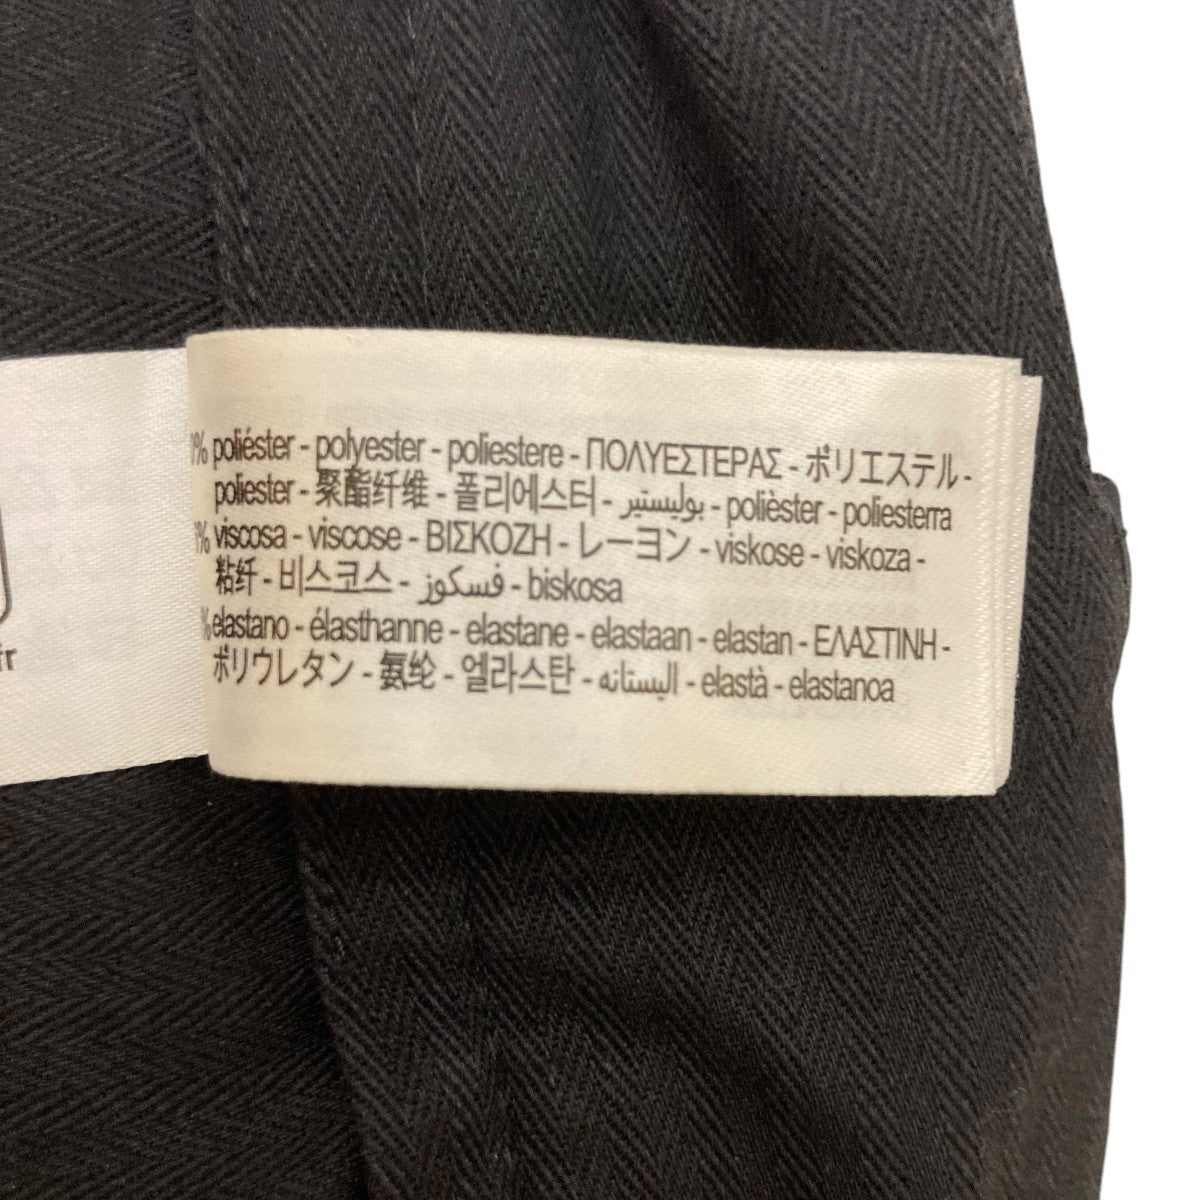 0% poliéster - polyester - poliestere - ΠΟΛΥΕΣΤΕΡΑΣ - ポリエステル -
poliester - 聚酯纤维 - 폴리에스터 - بوليستير - polièster - poliesterra
% viscosa - viscose - ΒΙΣΚΟΖΗ - レーヨン - viskose - viskoza -
粘纤 - 비스코스 - فسكوز - biskosa
% elastano - élasthanne - elastane - elastaan - elastan - ΕΛΑΣΤΙΝΗ -
ポリウレタン - 氨纶 - 엘라스탄 - اليستانه - elastà - elastanoa
fr